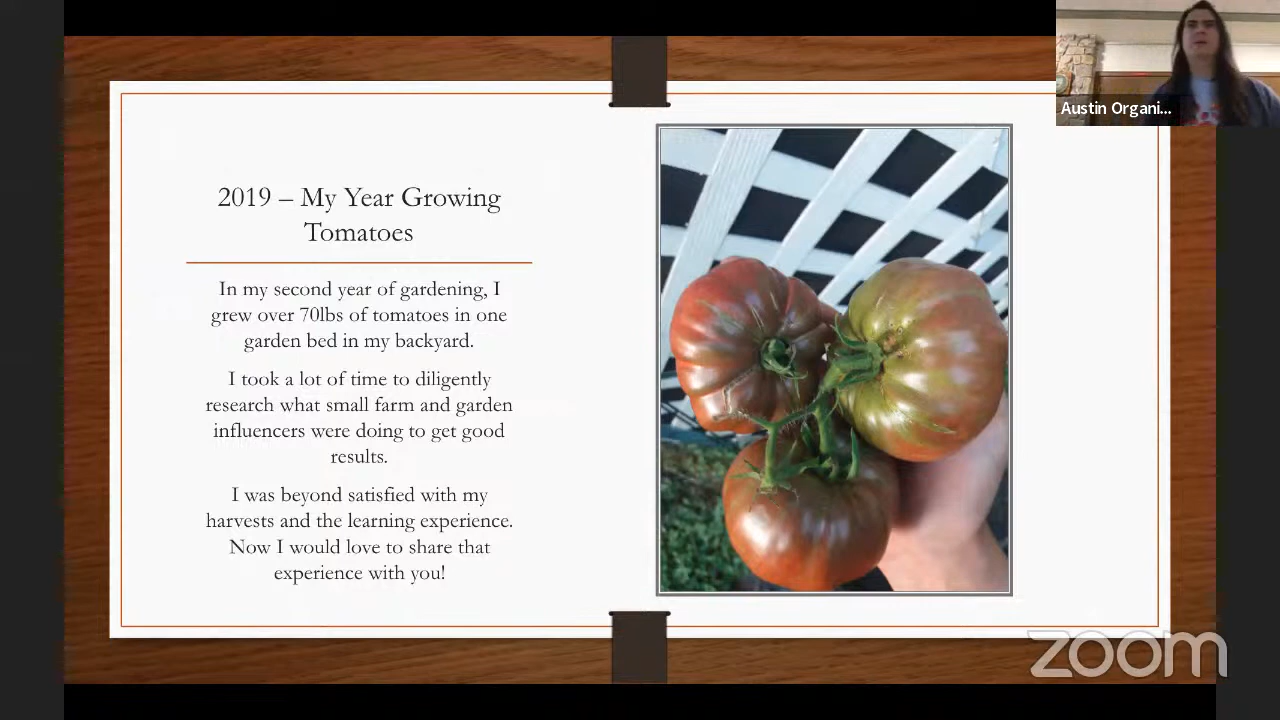 Austin Organi...
2019 – My Year Growing
Tomatoes
In my second year of gardening, I
grew over 70lbs of tomatoes in one
garden bed in my backyard.
I took a lot of time to diligently
research what small farm and garden
influencers were doing to get good
results.
I was beyond satisfied with my
harvests and the learning experience.
Now I would love to share that
experience with you!
zoom